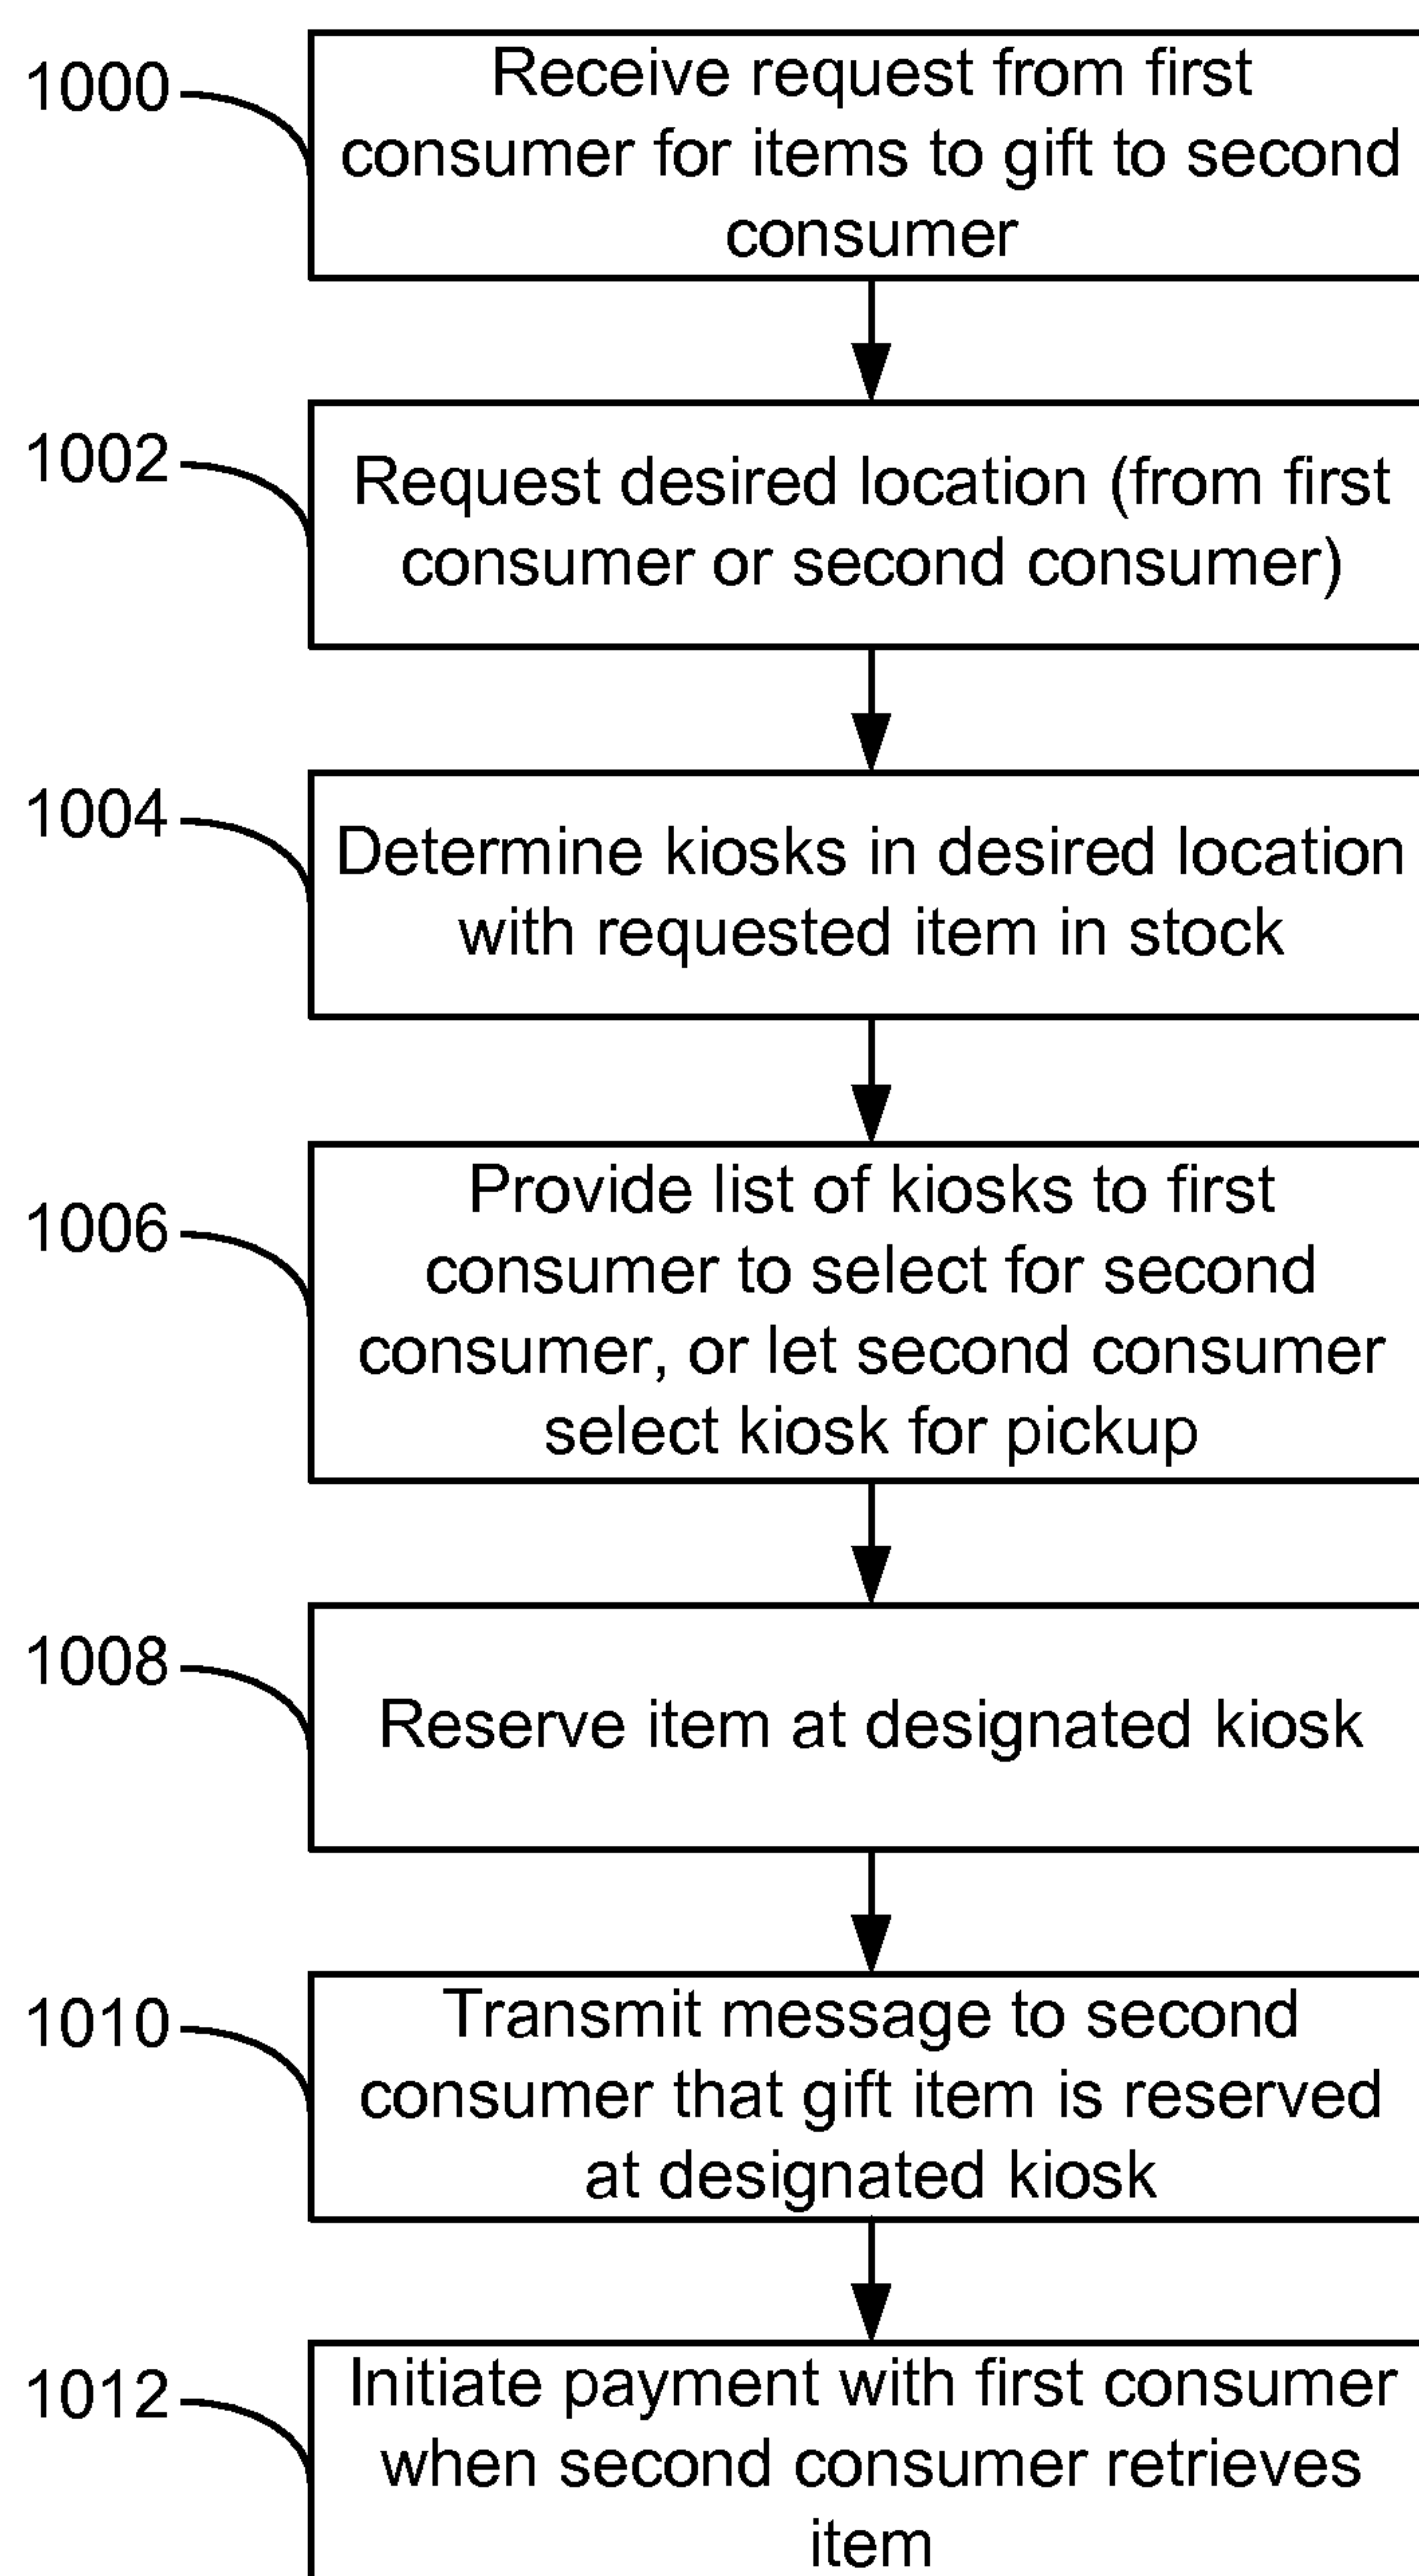 1000
Receive request from first
consumer for items to gift to second
consumer
1002
Request desired location (from first
consumer or second consumer)
1004
Determine kiosks in desired location
with requested item in stock
1006
Provide list of kiosks to first
consumer to select for second
consumer, or let second consumer
select kiosk for pickup
1008
Reserve item at designated kiosk
1010
Transmit message to second
consumer that gift item is reserved
at designated kiosk
1012
Initiate payment with first consumer
when second consumer retrieves
item